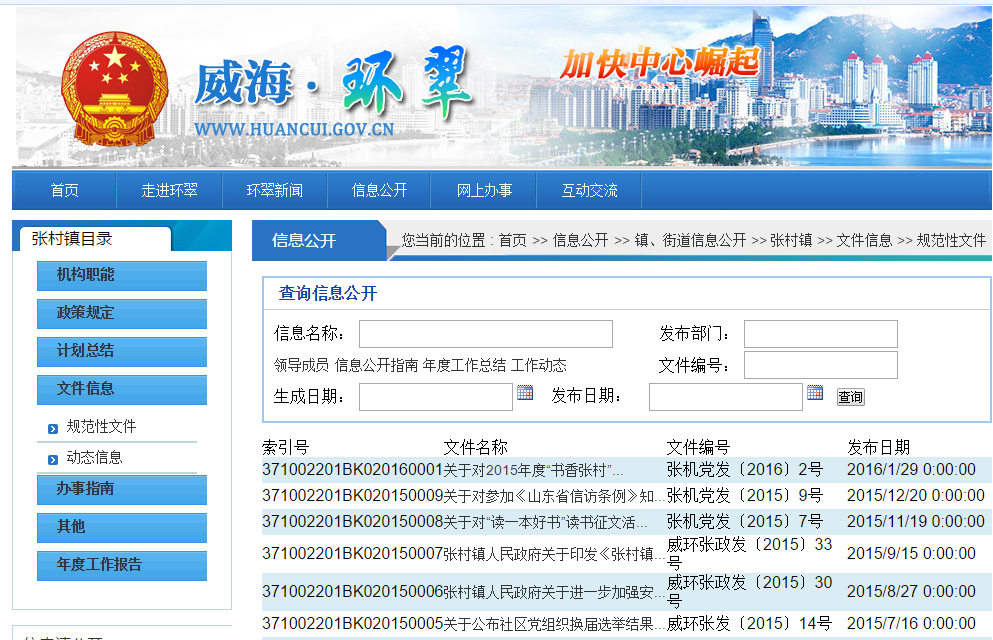 威海·环翠
WWW.HUANCUI.GOV.CN
加快中心崛起
首页 走进环翠 环翠新闻 信息公开 网上办事 互动交流
张村镇目录
机构职能
政策规定
计划总结
文件信息
规范性文件
动态信息
办事指南
其他
年度工作报告
信息公开
您当前的位置：首页 >> 信息公开 >> 镇、街道信息公开 >> 张村镇 >> 文件信息 >> 规范性文件
查询信息公开
信息名称： 发布部门：
领导成员 信息公开指南 年度工作总结 工作动态 文件编号：
生成日期： 发布日期： 查询
索引号 文件名称 文件编号 发布日期
371002201BK020160001 关于对2015年度“书香张村”... 张机党发〔2016〕2号 2016/1/29 0:00:00
371002201BK020150009 关于对参加《山东省信访条例》知... 张机党发〔2015〕9号 2015/12/20 0:00:00
371002201BK020150008 关于对“读一本好书”读书征文活... 张机党发〔2015〕7号 2015/11/19 0:00:00
371002201BK020150007 张村镇人民政府关于印发《张村镇... 威环张政发〔2015〕33号 2015/9/15 0:00:00
371002201BK020150006 张村镇人民政府关于进一步加强安... 威环张政发〔2015〕30号 2015/8/27 0:00:00
371002201BK020150005 关于公布社区党组织换届选举结果... 威环张发〔2015〕14号 2015/7/16 0:00:00